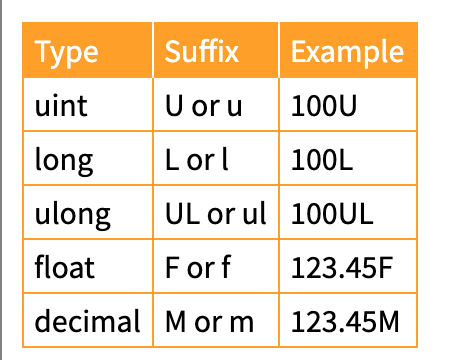 Type Suffix Example
uint U or u 100U
long L or l 100L
ulong UL or ul 100UL
float F or f 123.45F
decimal M or m 123.45M